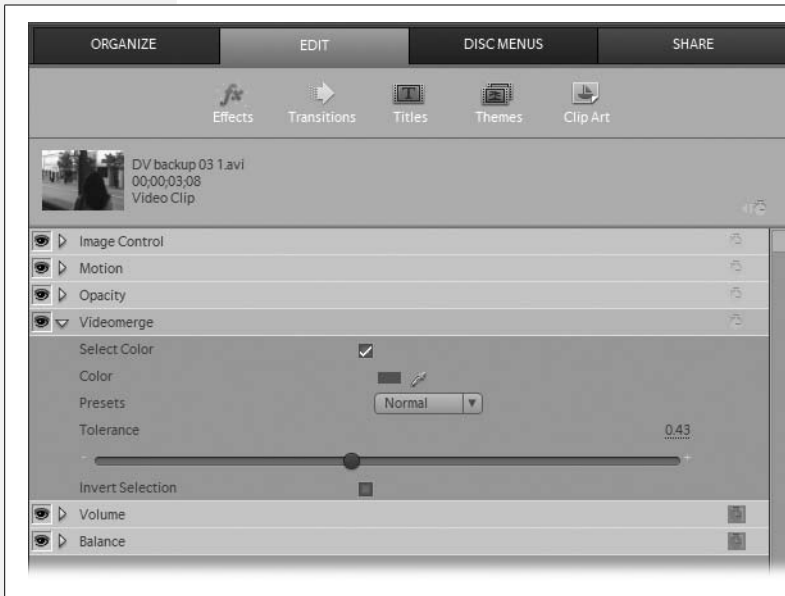 ORGANIZE EDIT DISC MENUS SHARE
fx
Effects Transitions Titles Themes Clip Art
DV backup 03 1.avi
00;00;03;08
Video Clip
Image Control
Motion
Opacity
Videomerge
Select Color
Color
Presets Normal
Tolerance 0.43
- +
Invert Selection
Volume
Balance